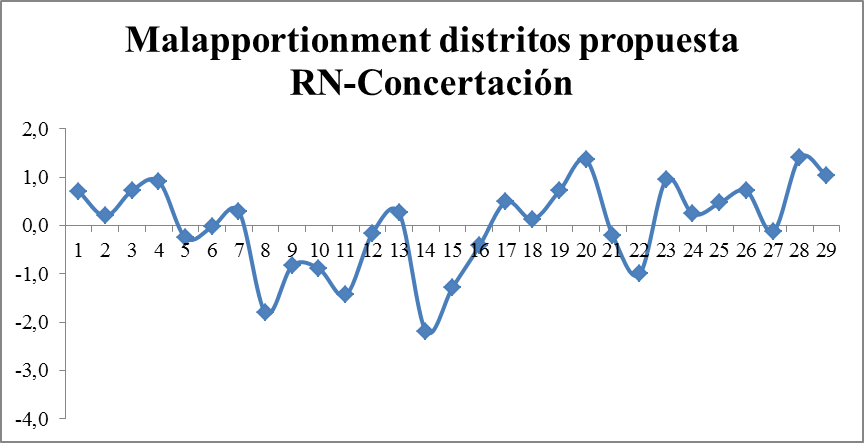 Malapportionment distritos propuesta
RN-Concertación
2,0
1,0
0,0
-1,0
-2,0
-3,0
-4,0
1 2 3 4 5 6 7 8 9 10 11 12 13 14 15 16 17 18 19 20 21 22 23 24 25 26 27 28 29